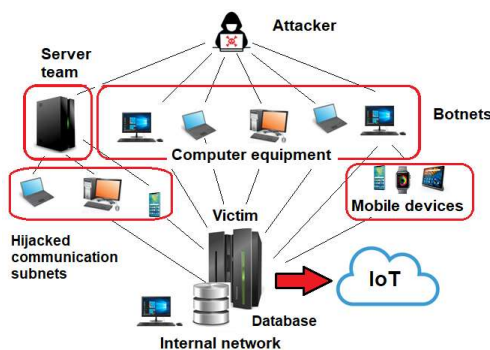 Attacker
Server
team
Botnets
Computer equipment
Mobile devices
Victim
Hijacked
communication
subnets
IoT
Database
Internal network